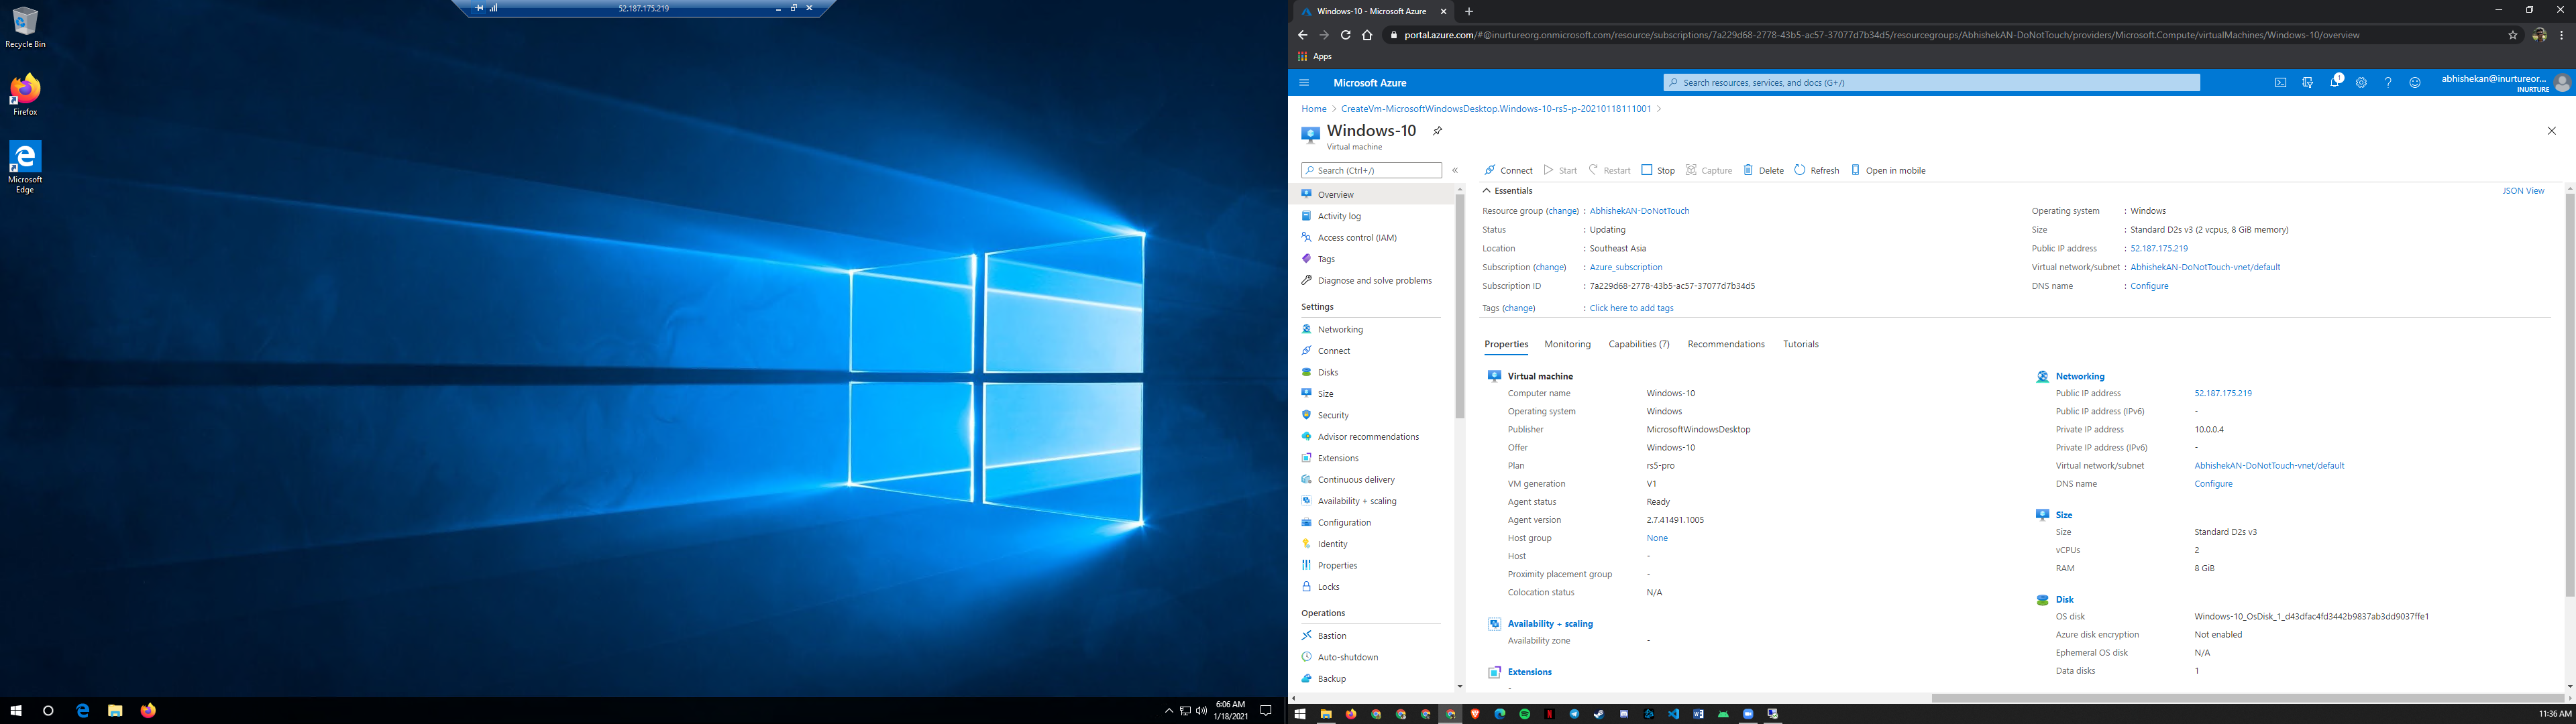 52.187.175.219
Recycle Bin
Firefox
Microsoft
Edge
6:06 AM
1/18/2021
Windows-10 - Microsoft Azure
portal.azure.com/#@inurtureorg.onmicrosoft.com/resource/subscriptions/7a229d68-2778-43b5-ac57-37077d7b34d5/resourcegroups/AbhishekAN-DoNotTouch/providers/Microsoft.Compute/virtualMachines/Windows-10/overview
Apps
Microsoft Azure
Search resources, services, and docs (G+/)
1
abhishekan@inurtureor...
INURTURE
Home > CreateVm-MicrosoftWindowsDesktop.Windows-10-rs5-p-20210118111001 >
Windows-10
Virtual machine
Search (Ctrl+/)
«
Connect Start Restart Stop Capture Delete Refresh Open in mobile
Overview
Activity log
Access control (IAM)
Tags
Diagnose and solve problems
Settings
Networking
Connect
Disks
Size
Security
Advisor recommendations
Extensions
Continuous delivery
Availability + scaling
Configuration
Identity
Properties
Locks
Operations
Bastion
Auto-shutdown
Backup
Essentials
JSON View
Resource group (change) : AbhishekAN-DoNotTouch
Status : Updating
Location : Southeast Asia
Subscription (change) : Azure_subscription
Subscription ID : 7a229d68-2778-43b5-ac57-37077d7b34d5
Tags (change) : Click here to add tags
Operating system : Windows
Size : Standard D2s v3 (2 vcpus, 8 GiB memory)
Public IP address : 52.187.175.219
Virtual network/subnet : AbhishekAN-DoNotTouch-vnet/default
DNS name : Configure
Properties Monitoring Capabilities (7) Recommendations Tutorials
Virtual machine
Computer name Windows-10
Operating system Windows
Publisher MicrosoftWindowsDesktop
Offer Windows-10
Plan rs5-pro
VM generation V1
Agent status Ready
Agent version 2.7.41491.1005
Host group None
Host -
Proximity placement group -
Colocation status N/A
Availability + scaling
Availability zone -
Extensions
-
Networking
Public IP address 52.187.175.219
Public IP address (IPv6) -
Private IP address 10.0.0.4
Private IP address (IPv6) -
Virtual network/subnet AbhishekAN-DoNotTouch-vnet/default
DNS name Configure
Size
Size Standard D2s v3
vCPUs 2
RAM 8 GiB
Disk
OS disk Windows-10_OsDisk_1_d43dfac4fd3442b9837ab3dd9037ffe1
Azure disk encryption Not enabled
Ephemeral OS disk N/A
Data disks 1
11:36 AM